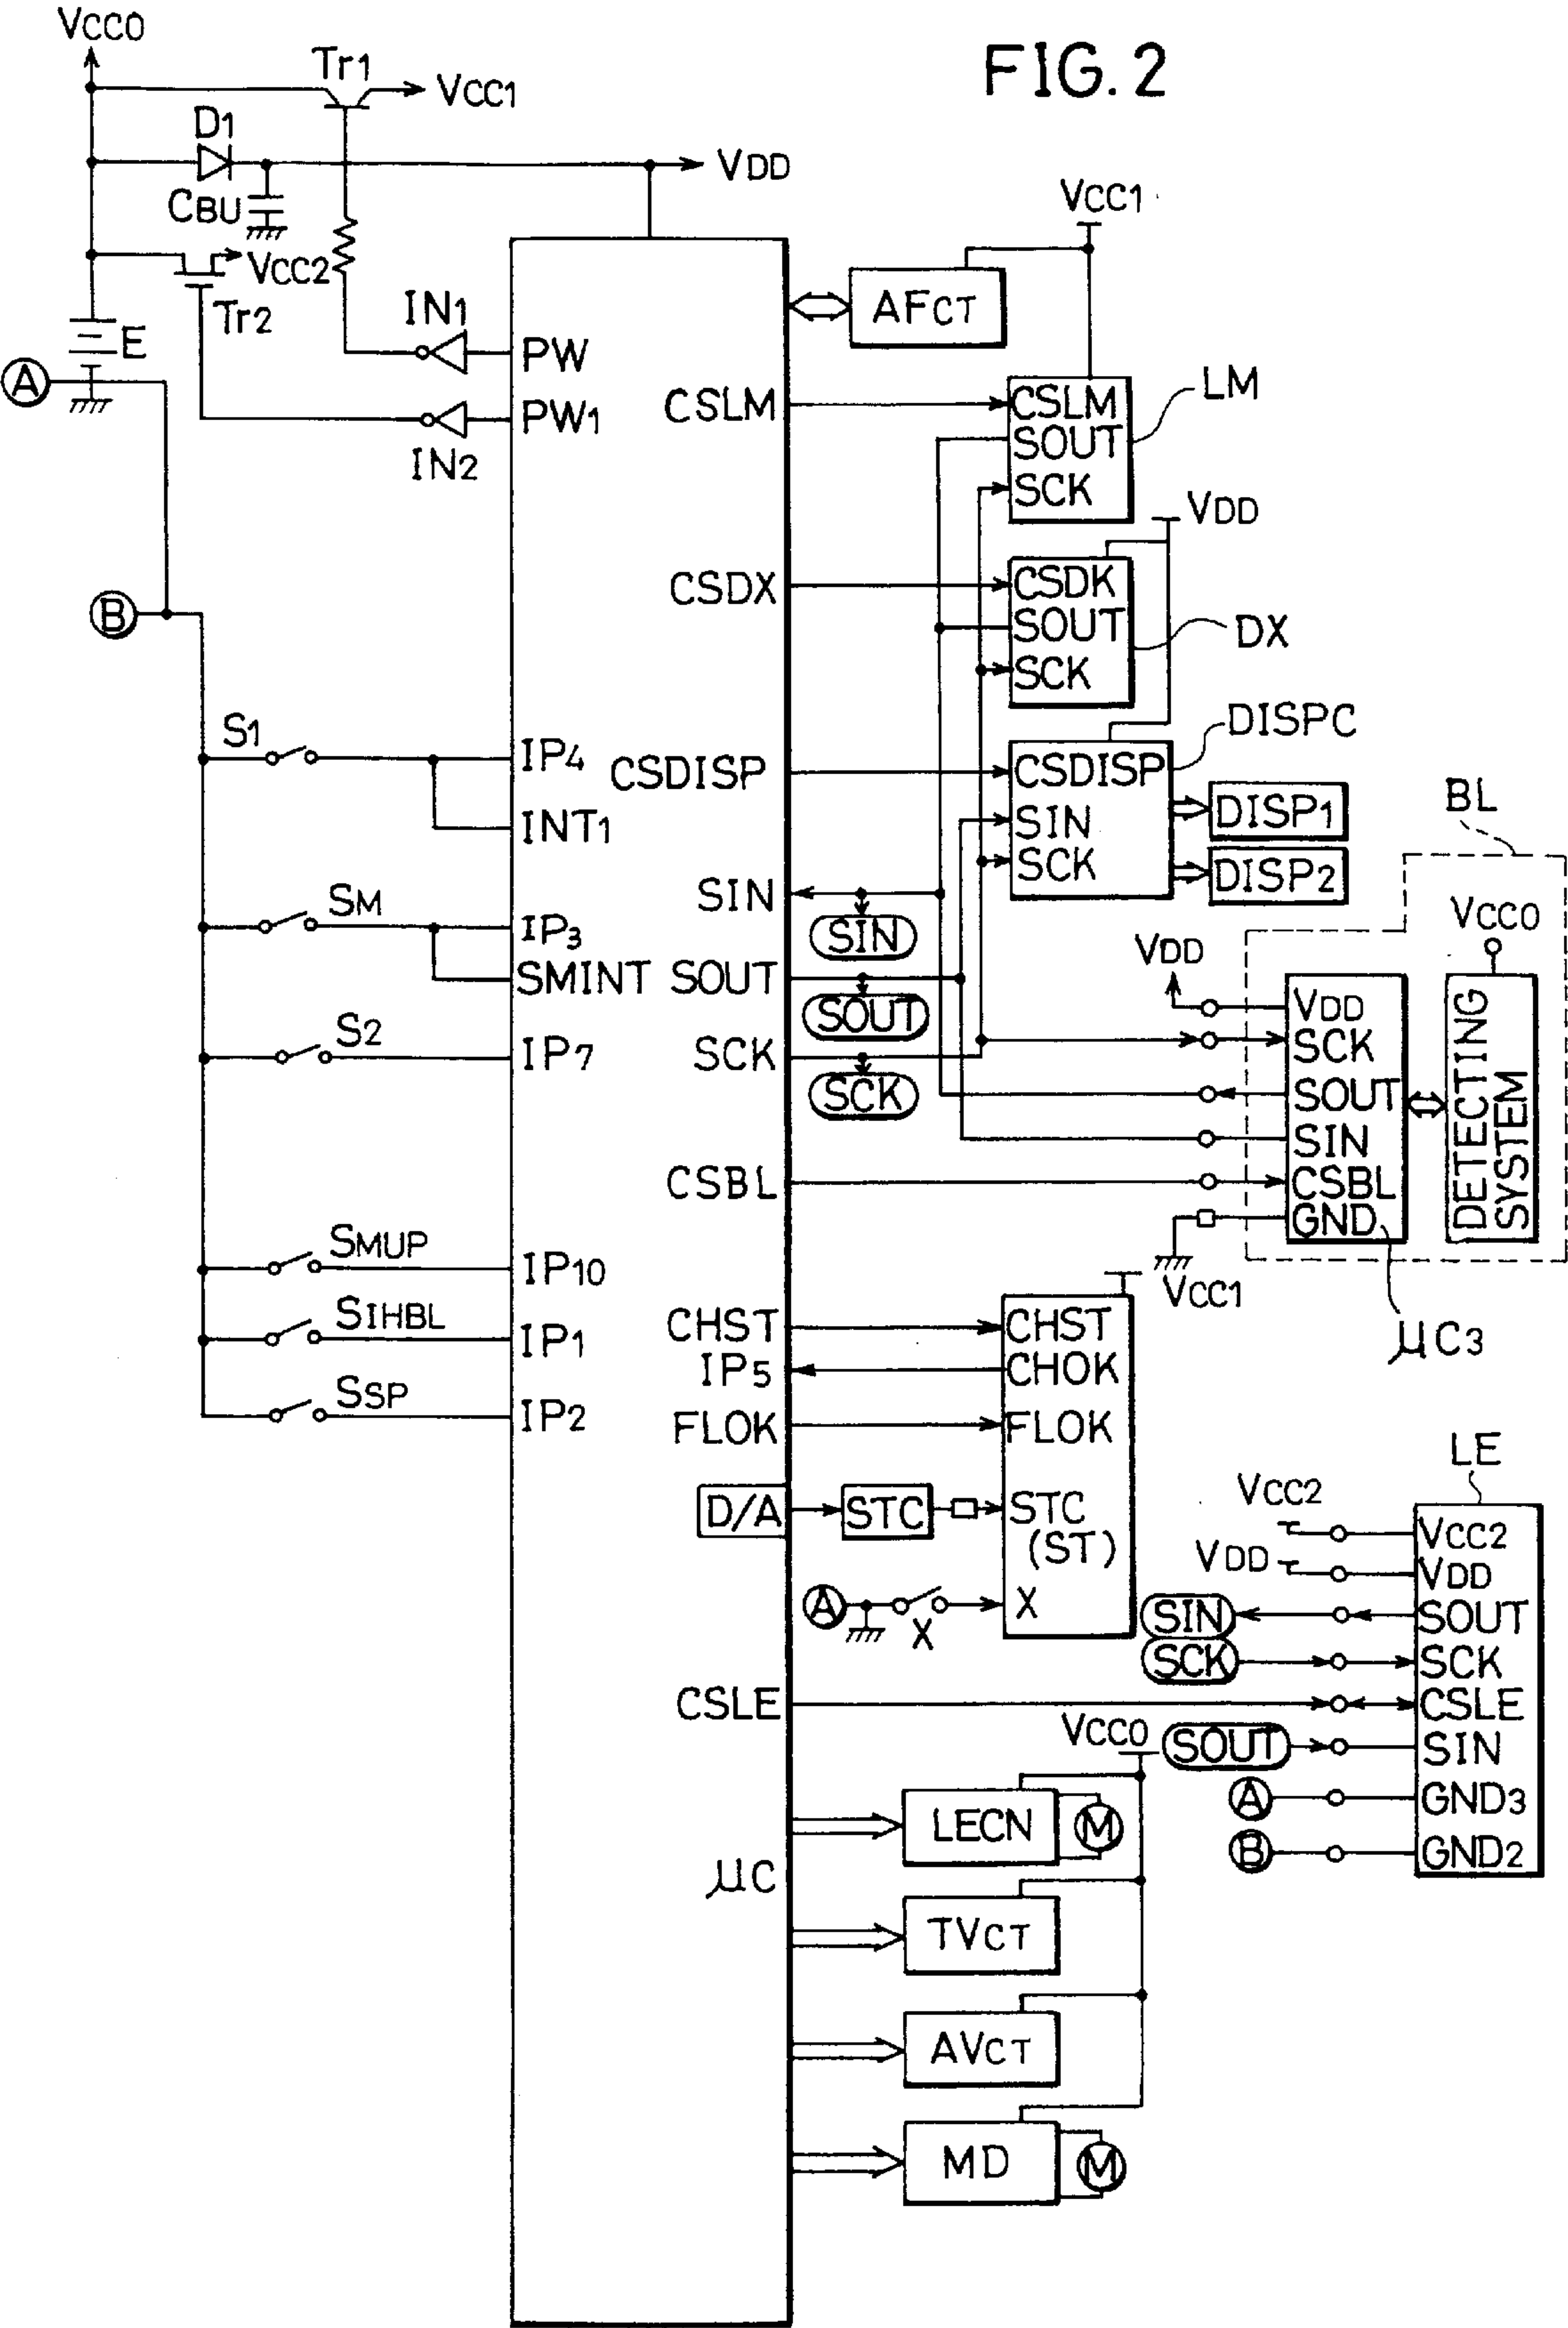 FIG. 2
VCC0
Tr1
VCC1
D1
VDD
CBU
VCC2
Tr2
E
A
IN1
PW
PW1
IN2
B
S1
IP4
INT1
SM
IP3
SMINT
S2
IP7
SMUP
IP10
SIHBL
IP1
SSP
IP2
CSLM
CSDX
CSDISP
SIN
SOUT
SCK
CSBL
CHST
IP5
FLOK
D/A
CSLE
μC
VCC1
AFCT
CSLM
SOUT
SCK
LM
VDD
CSDK
SOUT
SCK
DX
DISPC
CSDISP
SIN
SCK
DISP1
DISP2
SIN
SOUT
SCK
BL
VCC0
VDD
VDD
SCK
SOUT
SIN
CSBL
GND
DETECTING
SYSTEM
μC3
VCC1
CHST
CHOK
FLOK
STC
STC
(ST)
A
X
X
LE
VCC2
VCC2
VDD
VDD
SIN
SOUT
SCK
SCK
CSLE
SOUT
SIN
A
GND3
B
GND2
VCC0
LECN
M
TVCT
AVCT
MD
M